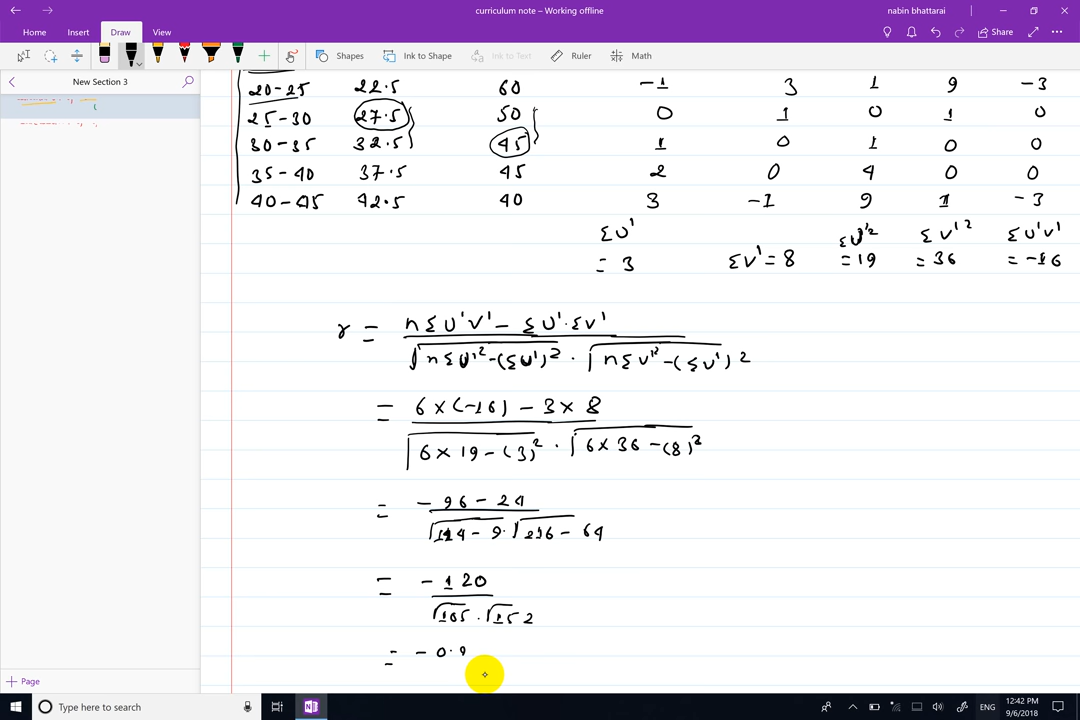 curriculum note – Working offline
nabin bhattarai
Home Insert Draw View
Share
Shapes Ink to Shape Ink to Text Ruler Math
New Section 3
20-25 22.5 60 -1 3 1 9 -3
25-30 27.5 50 0 1 0 1 0
30-35 32.5 45 1 0 1 0 0
35-40 37.5 45 2 0 4 0 0
40-45 42.5 40 3 -1 9 1 -3
ΣU' ΣU'² ΣV'² ΣU'V'
= 3 ΣV' = 8 = 19 = 36 = -16
r = nΣU'V' - ΣU'·ΣV'
√nΣU'²-(ΣU')² · √nΣV'²-(ΣV')²
= 6×(-16) - 3×8
√6×19-(3)² · √6×36-(8)²
= -96-24
√114-9·√216-64
= -120
√105·√152
= -0.9
Page
Type here to search
ENG
12:42 PM
9/6/2018